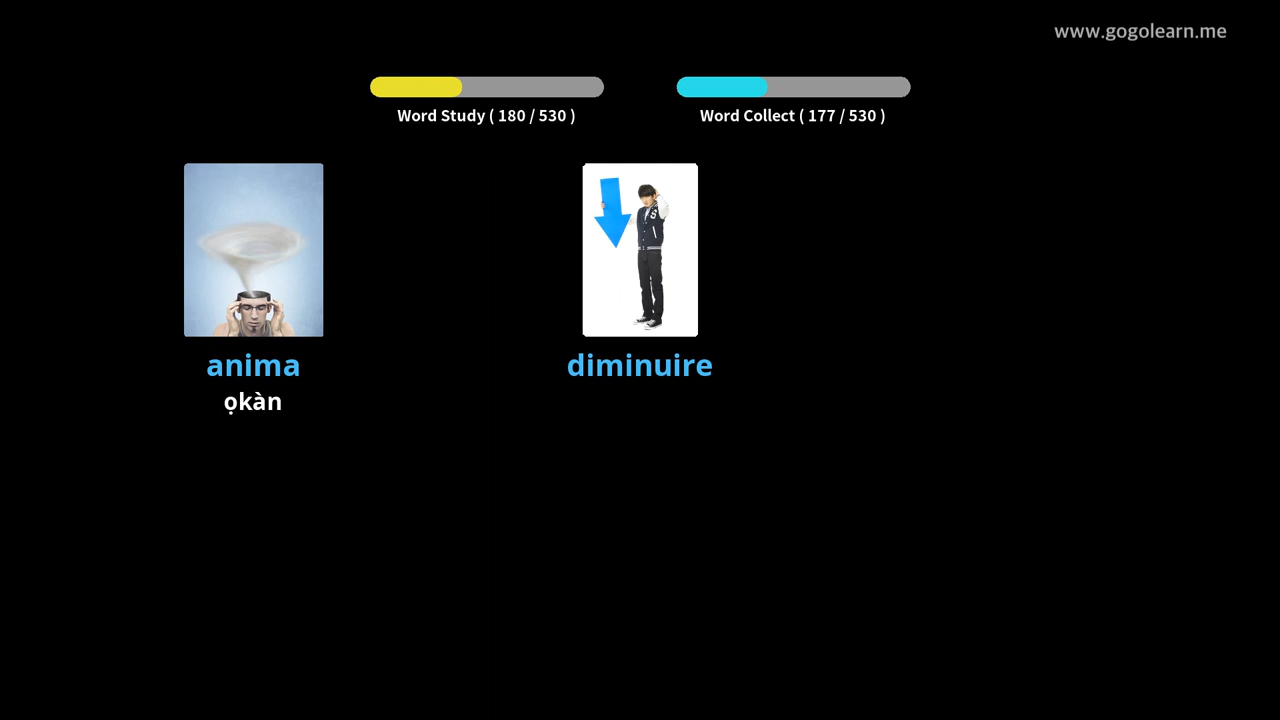 www.gogolearn.me
Word Study ( 180 / 530 )
Word Collect ( 177 / 530 )
anima
ọkàn
diminuire